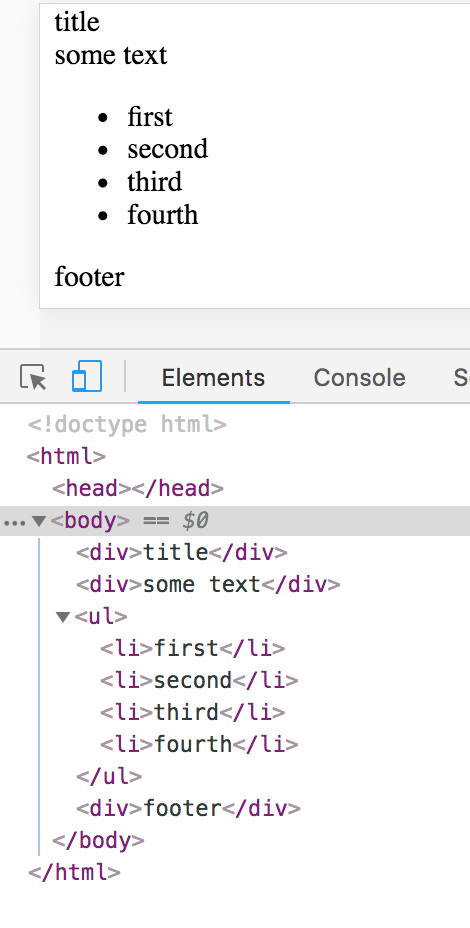 title
some text
• first
• second
• third
• fourth
footer
Elements Console S
<!doctype html>
<html>
<head></head>
… ▼<body> == $0
<div>title</div>
<div>some text</div>
▼<ul>
<li>first</li>
<li>second</li>
<li>third</li>
<li>fourth</li>
</ul>
<div>footer</div>
</body>
</html>